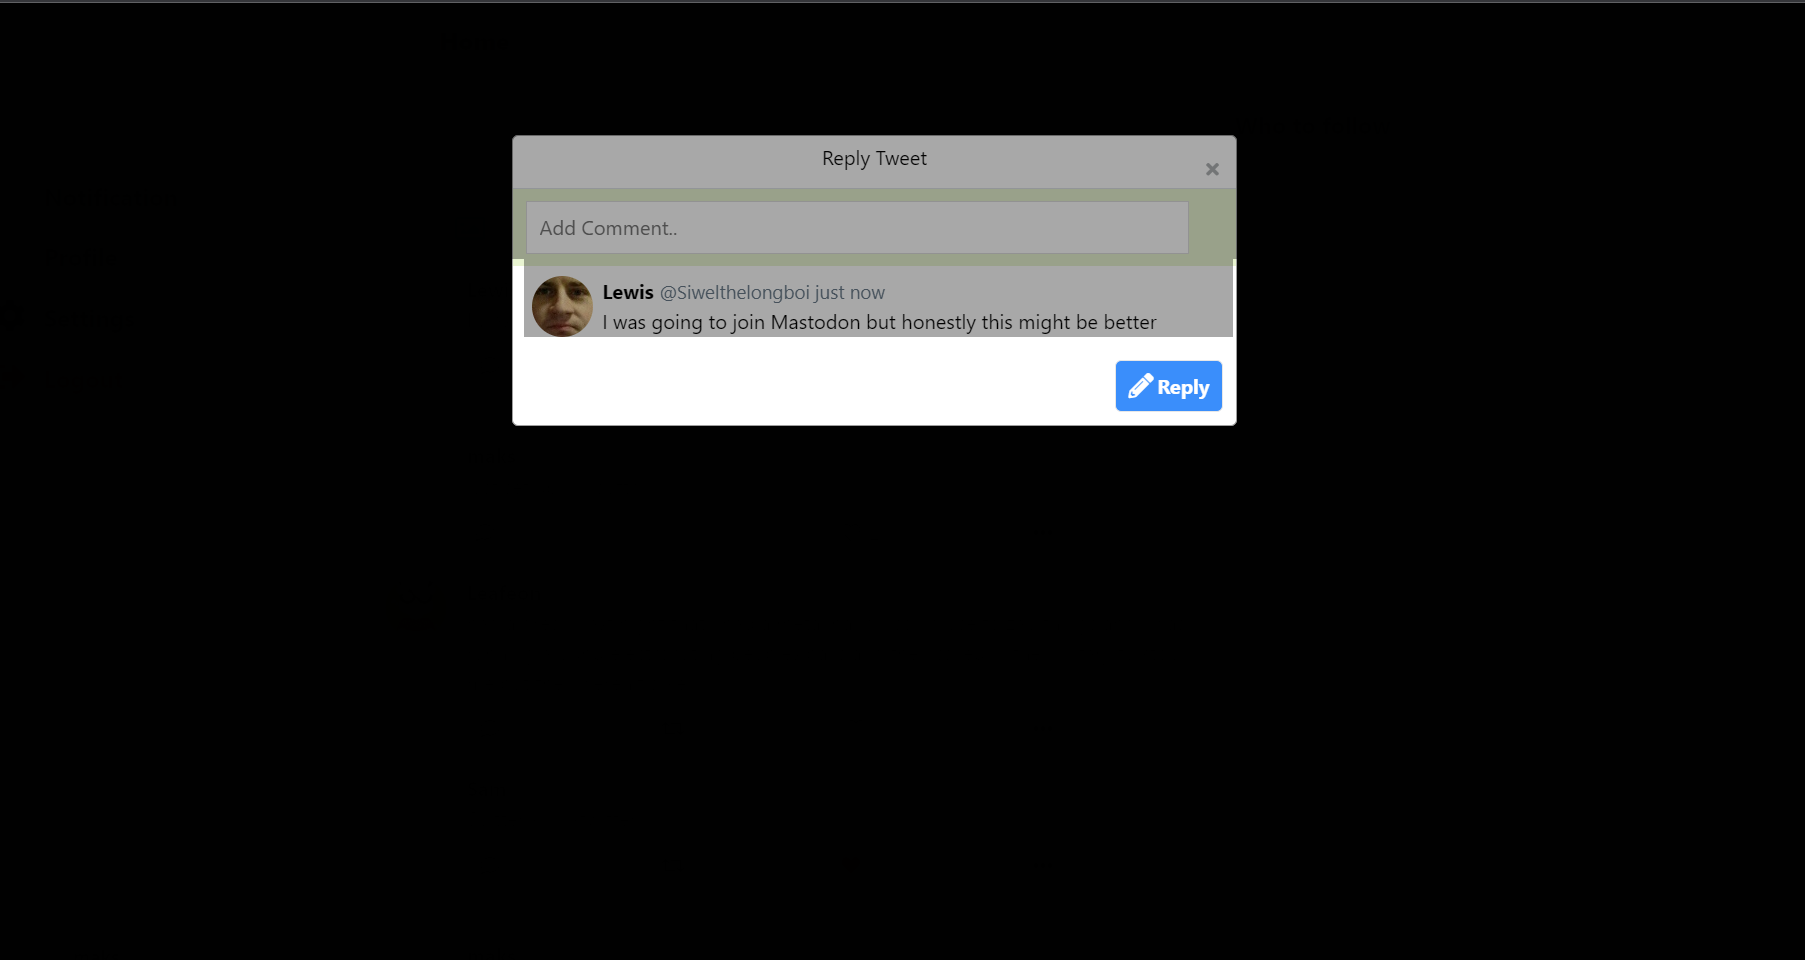 Reply Tweet
×
Add Comment..
Lewis @Siwelthelongboi just now
I was going to join Mastodon but honestly this might be better
Reply